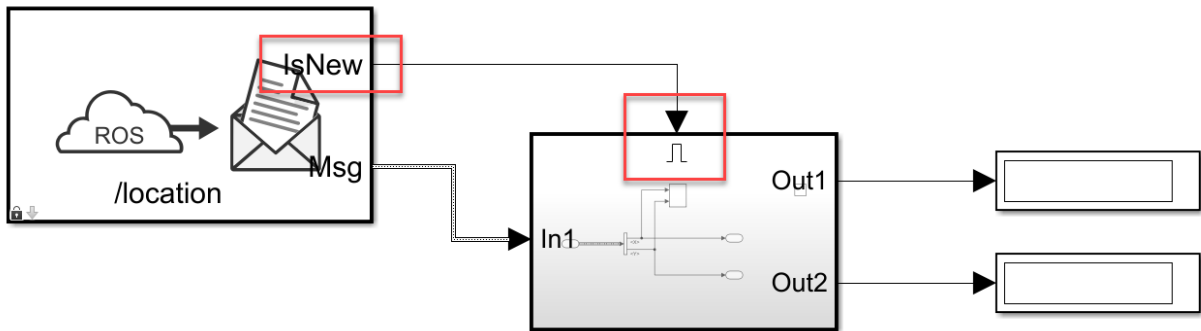 IsNew
ROS
Msg
/location
In1
Out1
Out2
<x>
<y>